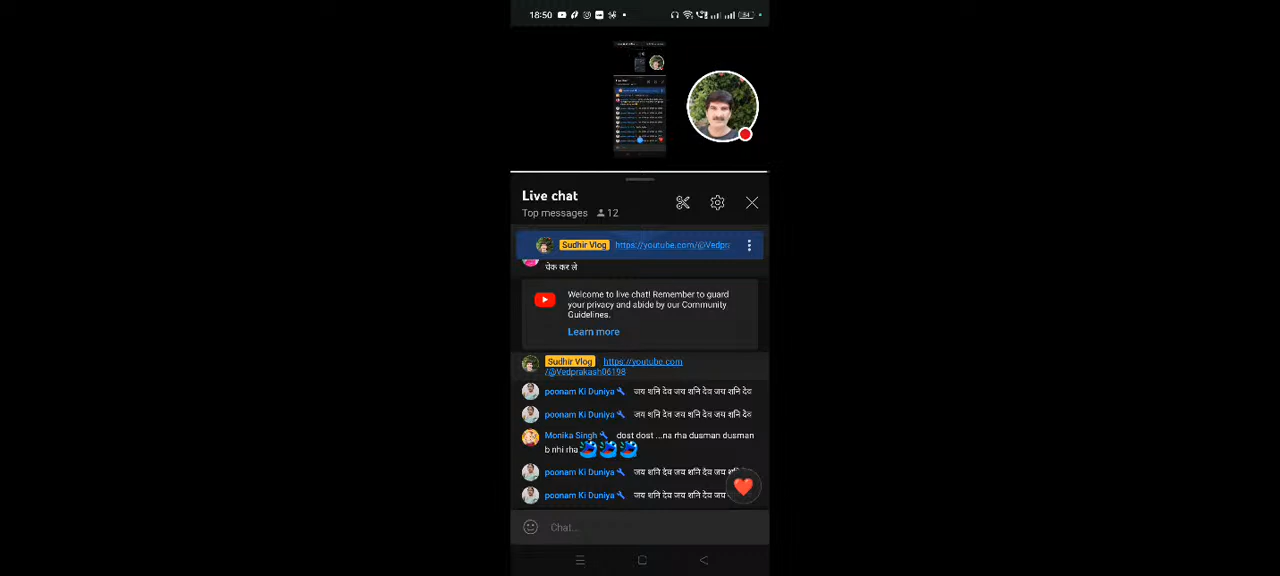 18:50
54
Live chat
Top messages 12
Sudhir Vlog https://youtube.com/@Vedpr
चेक कर ले
Welcome to live chat! Remember to guard
your privacy and abide by our Community
Guidelines.
Learn more
Sudhir Vlog https://youtube.com
/@Vedprakash06198
poonam Ki Duniya जय शनि देव जय शनि देव जय शनि देव
poonam Ki Duniya जय शनि देव जय शनि देव जय शनि देव
Monika Singh dost dost ...na rha dusman dusman
b nhi rha
poonam Ki Duniya जय शनि देव जय शनि देव जय शनि देव
poonam Ki Duniya जय शनि देव जय शनि देव जय
Chat...